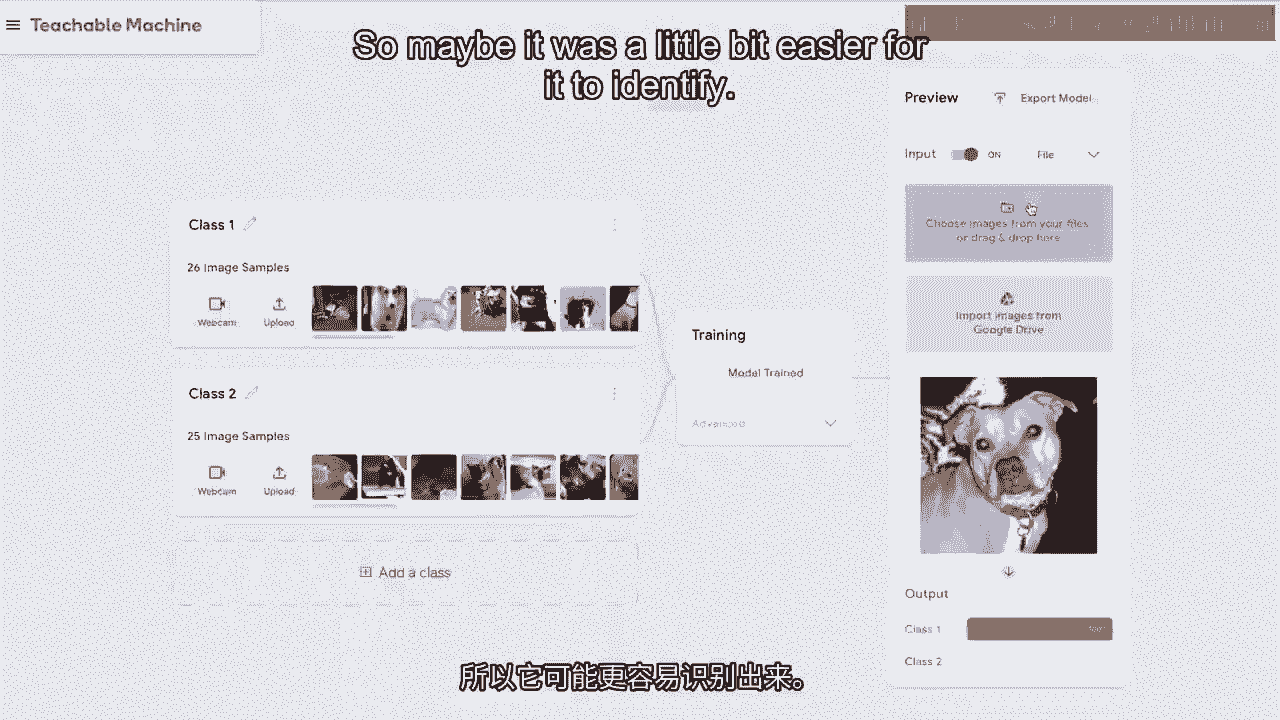 Teachable Machine
So maybe it was a little bit easier for
it to identify.
Preview
Export Model
Input
ON
File
Choose images from your files
or drag & drop here
Import images from
Google Drive
Class 1
26 Image Samples
Webcam
Upload
Training
Model Trained
Advanced
Class 2
25 Image Samples
Webcam
Upload
Add a class
Output
Class 1
Class 2
所以它可能更容易识别出来。